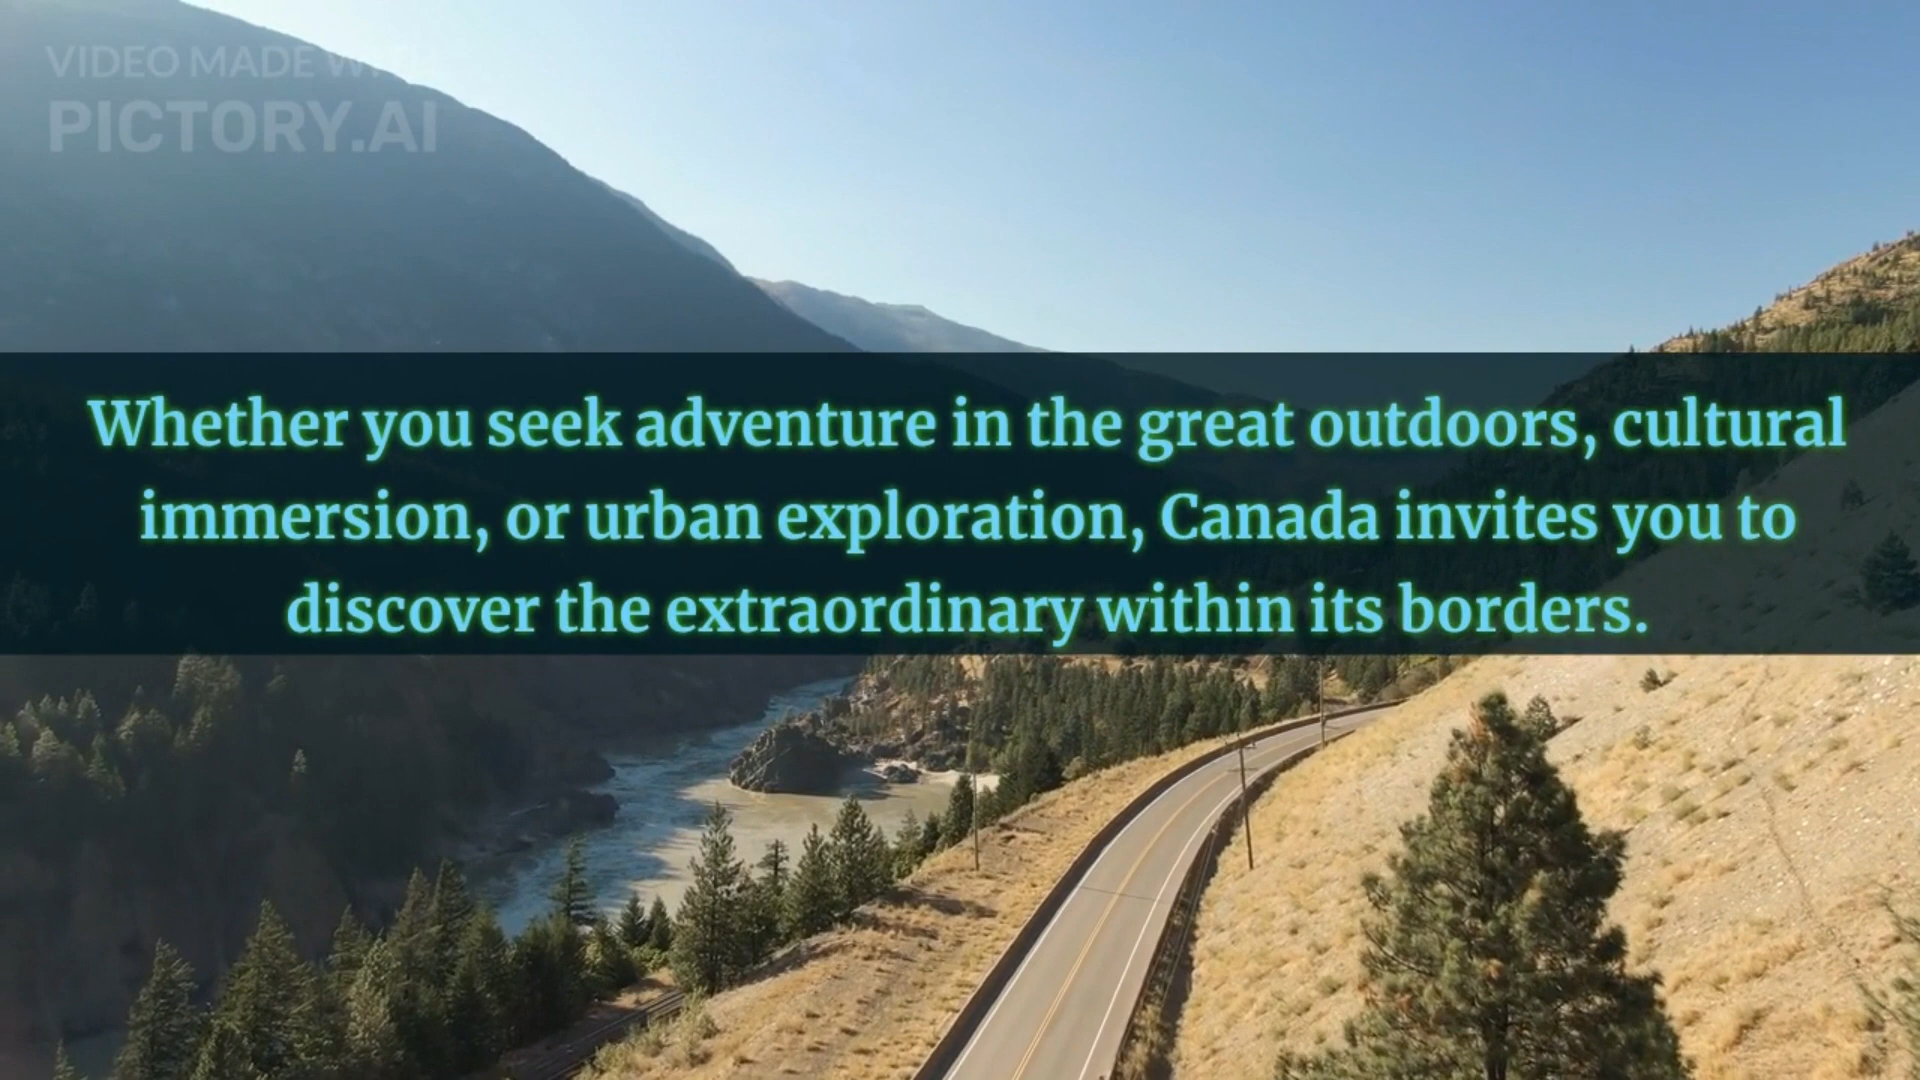 VIDEO MADE WITH
PICTORY.AI
Whether you seek adventure in the great outdoors, cultural
immersion, or urban exploration, Canada invites you to
discover the extraordinary within its borders.